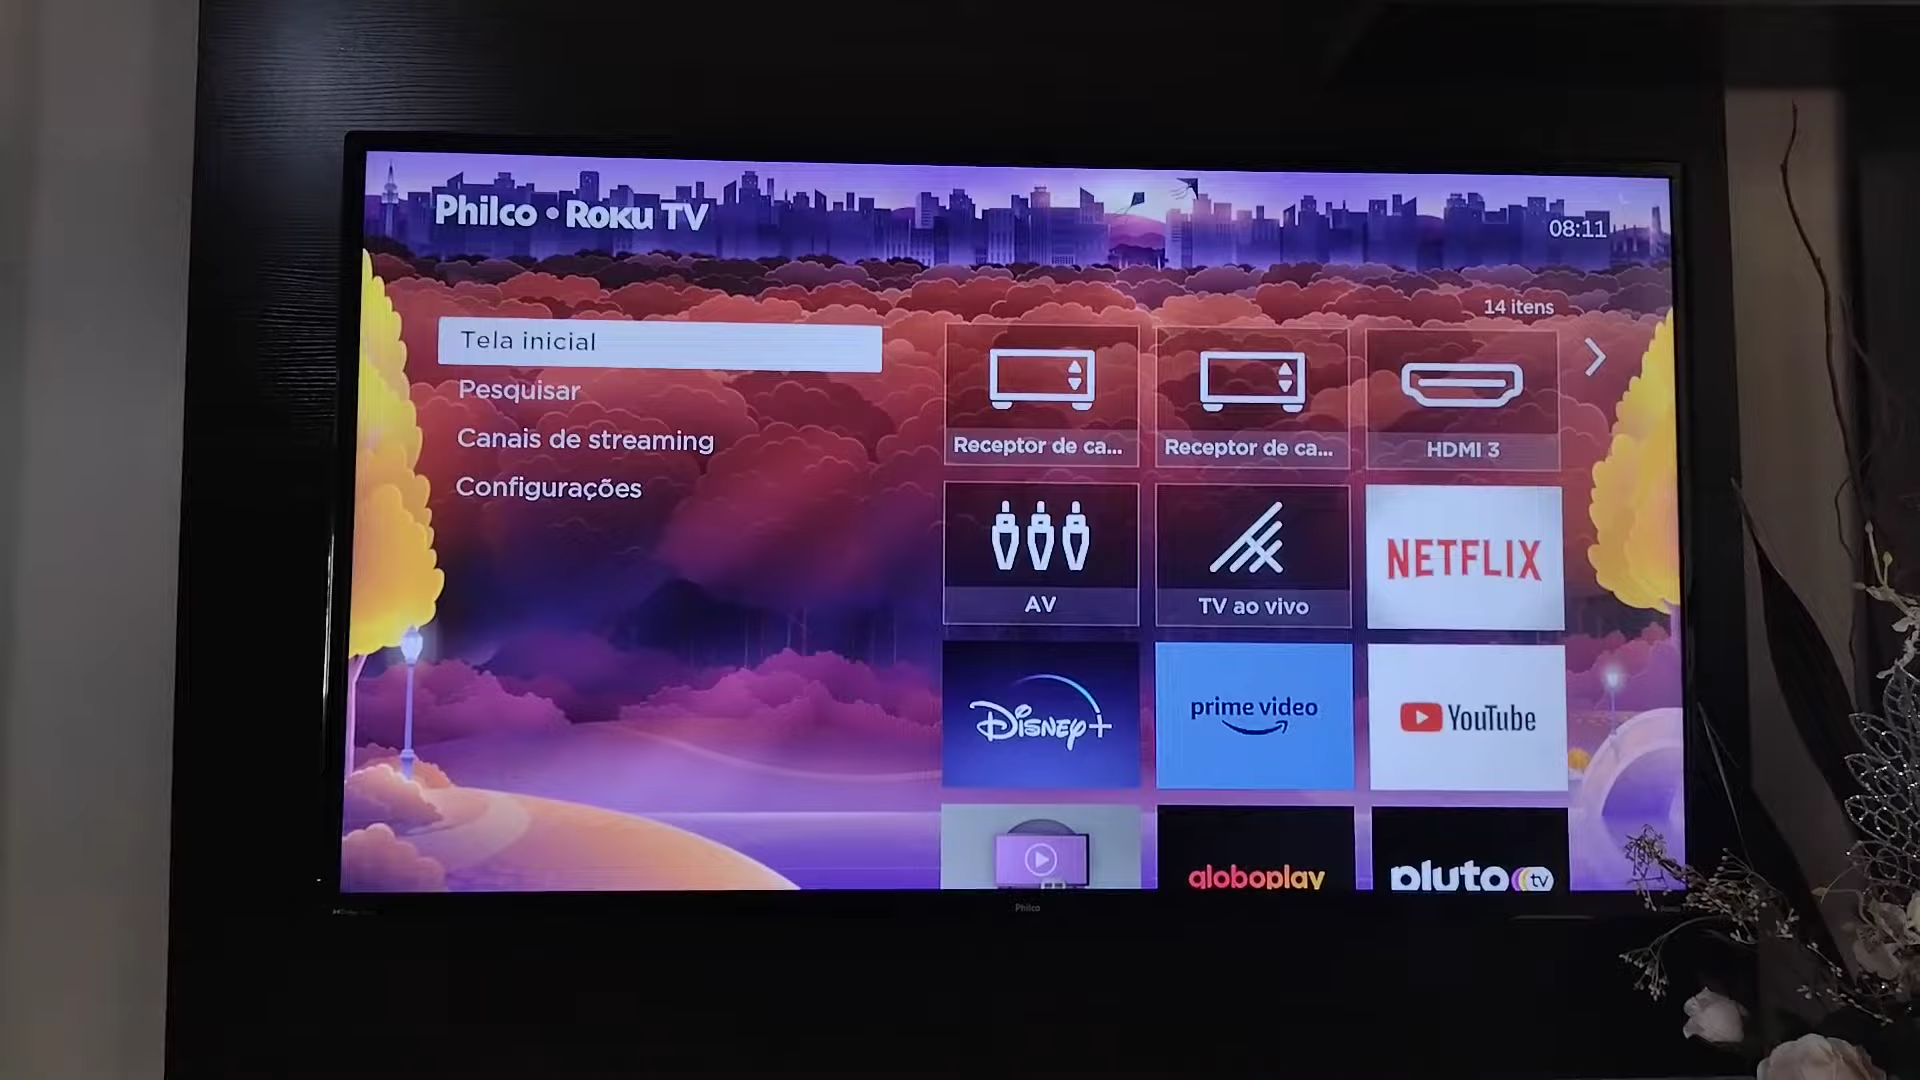 Philco • Roku TV
08:11
14 itens
Tela inicial
Pesquisar
Canais de streaming
Configurações
Receptor de ca...
Receptor de ca...
HDMI 3
AV
TV ao vivo
NETFLIX
Disney+
prime video
YouTube
globoplay
pluto tv
Philco